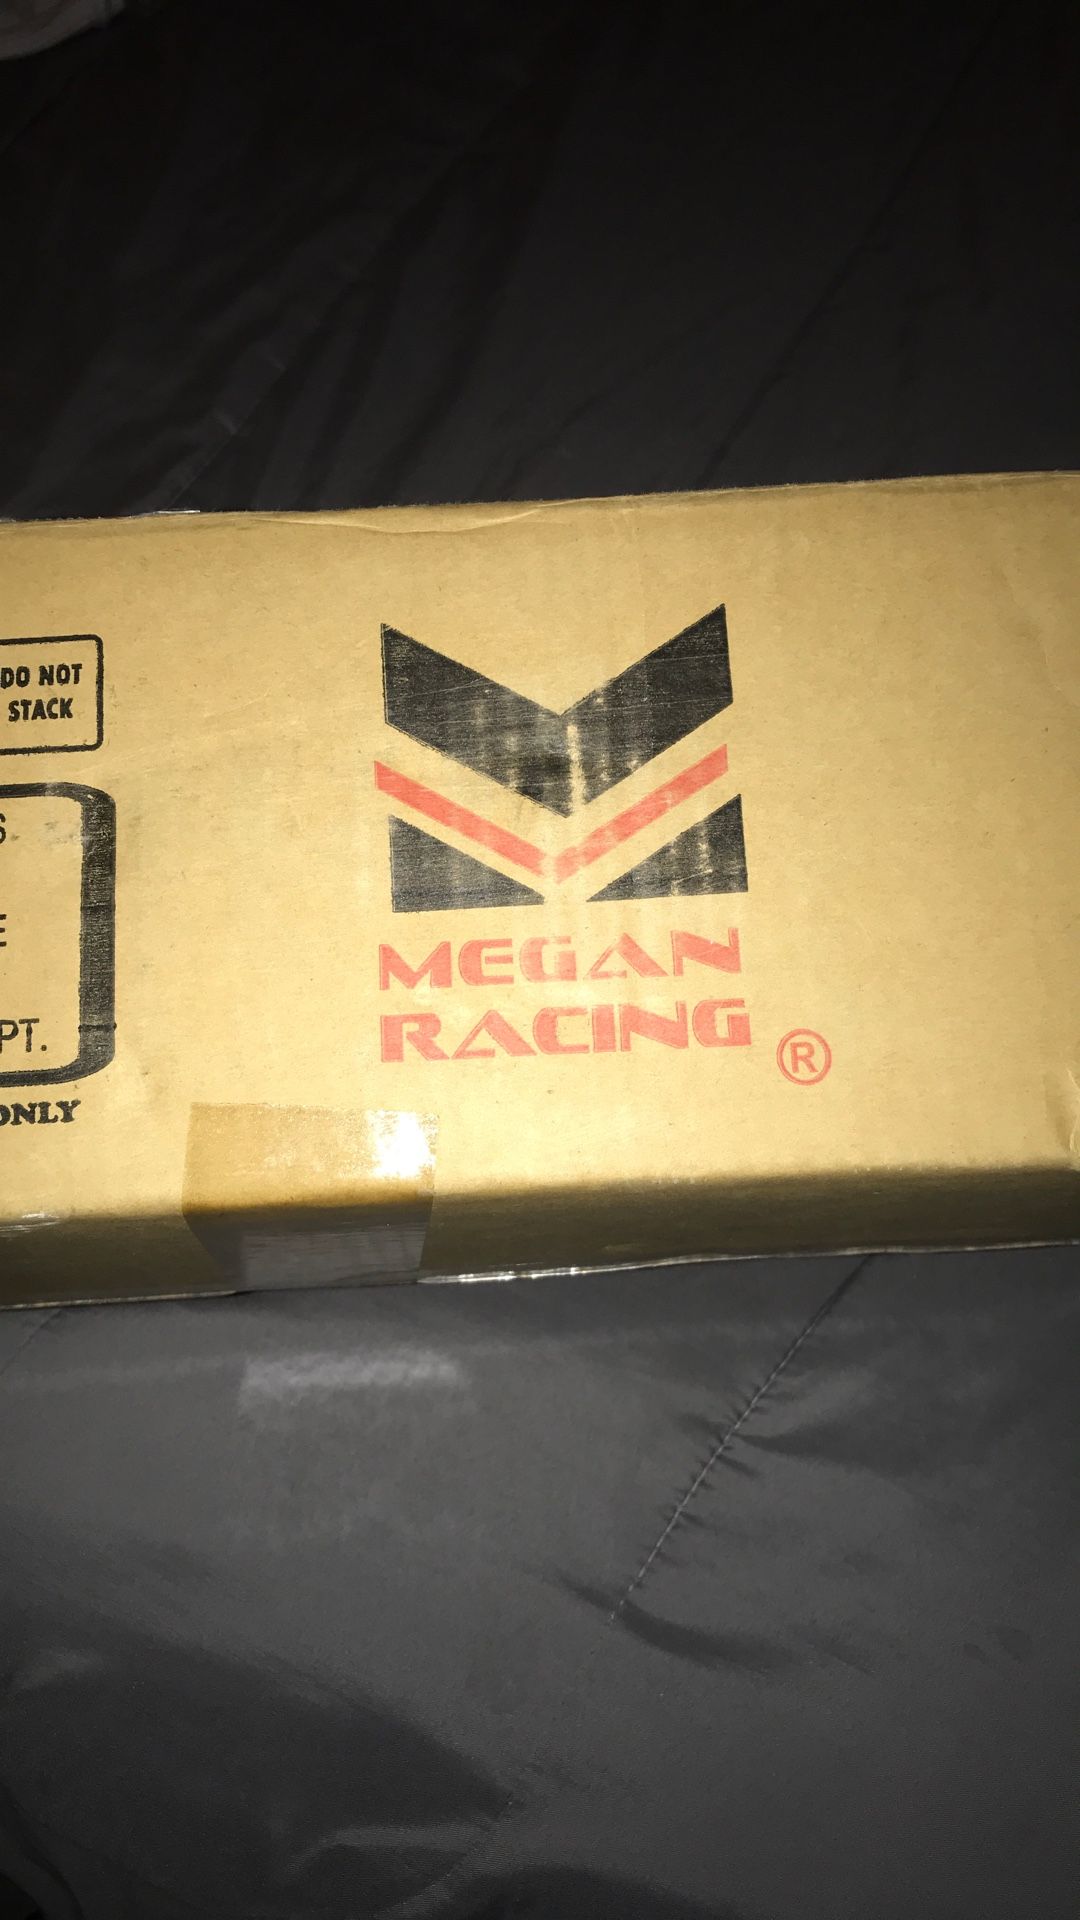 DO NOT
STACK
PT.
ONLY
MEGAN
RACING
®